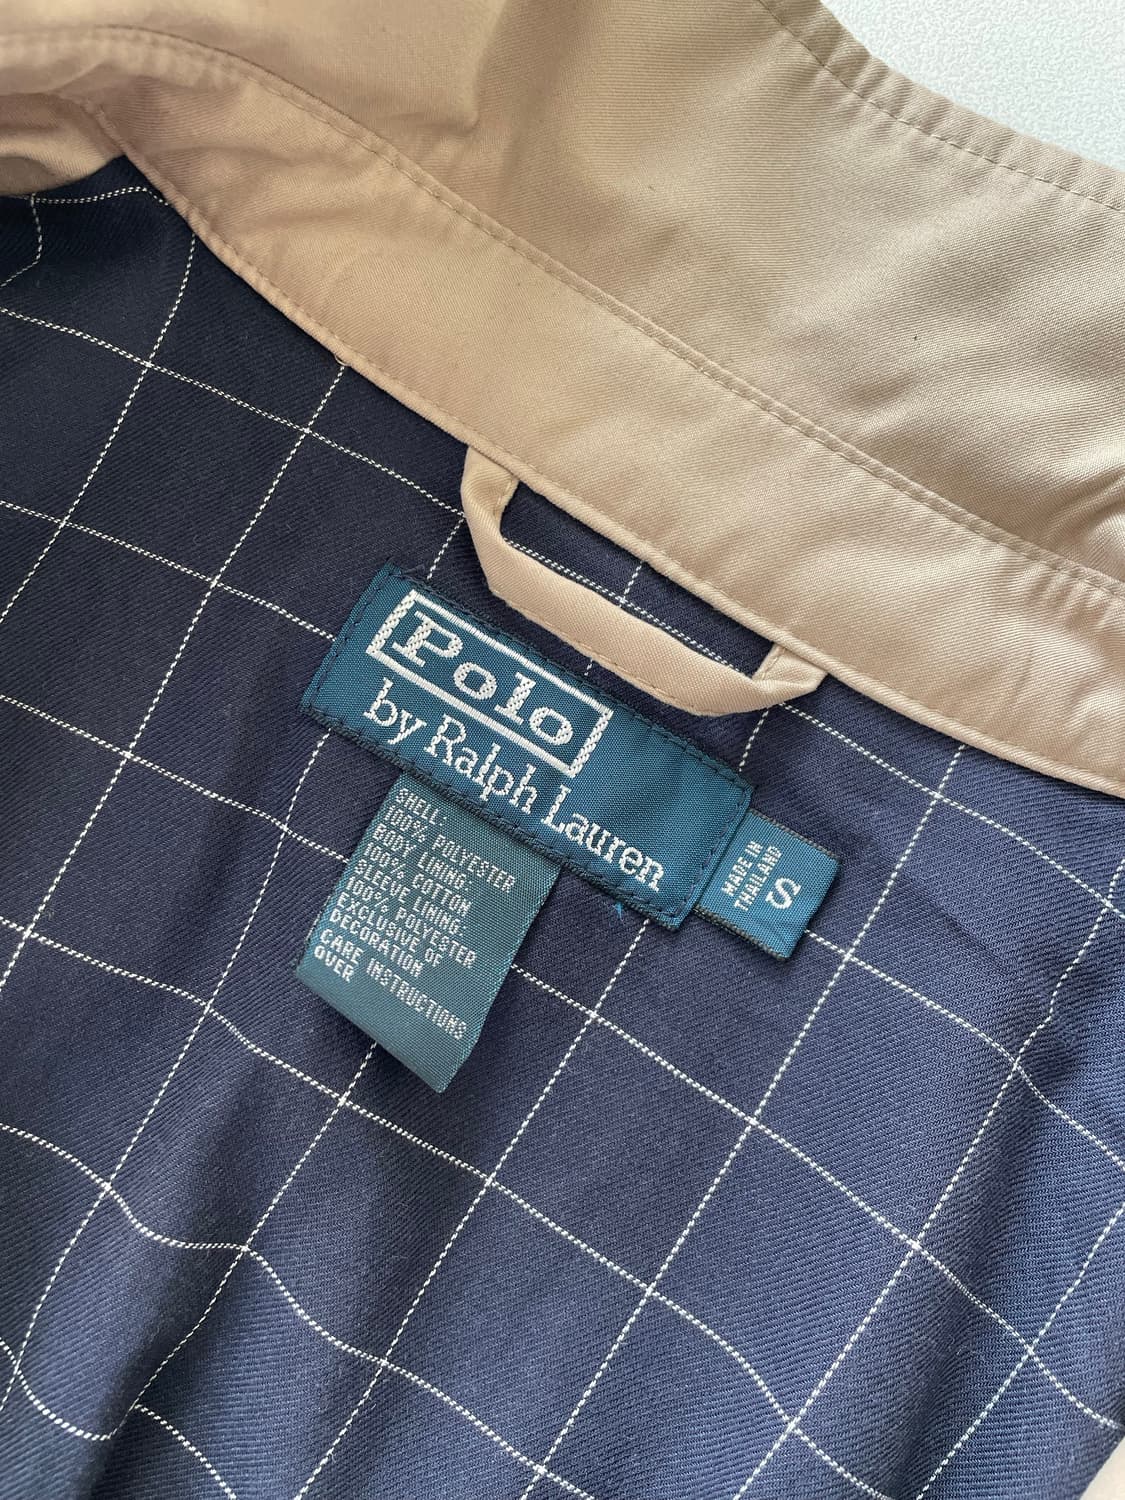 Polo
by Ralph Lauren
MADE IN
THAILAND
S
SHELL:
100% POLYESTER
BODY LINING:
100% COTTON
SLEEVE LINING:
100% POLYESTER
EXCLUSIVE OF
DECORATION
CARE INSTRUCTIONS
OVER